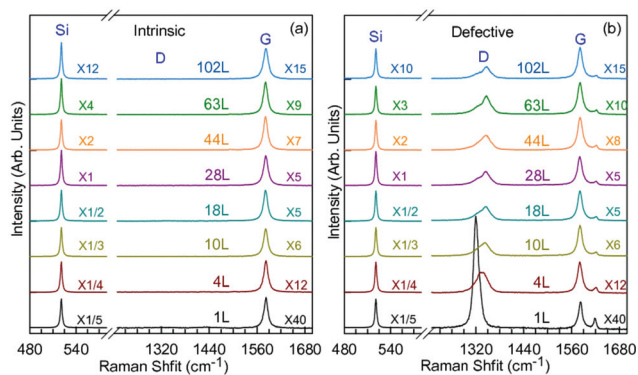 Si Intrinsic (a)
D G
X12 102L X15
X4 63L X9
X2 44L X7
X1 28L X5
X1/2 18L X5
X1/3 10L X6
X1/4 4L X12
X1/5 1L X40
480 540 1320 1440 1560 1680
Raman Shfit (cm-1)
Intensity (Arb. Units)
Si Defective (b)
D G
X10 102L X15
X3 63L X10
X2 44L X8
X1 28L X5
X1/2 18L X5
X1/3 10L X6
X1/4 4L X12
X1/5 1L X40
480 540 1320 1440 1560 1680
Raman Shfit (cm-1)
Intensity (Arb. Units)